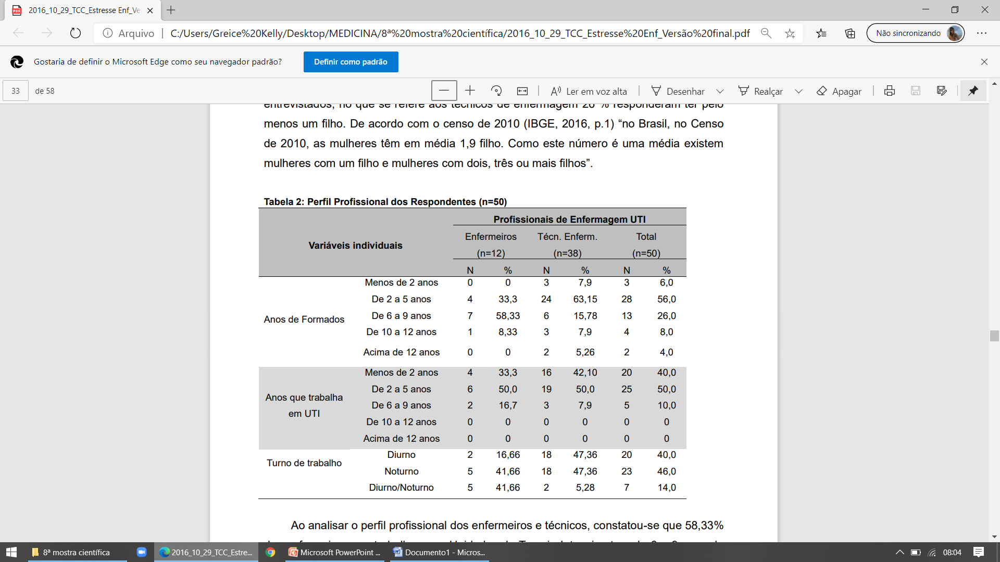 2016_10_29_TCC_Estresse Enf_Ve
Arquivo | C:/Users/Greice%20Kelly/Desktop/MEDICINA/8ª%20mostra%20científica/2016_10_29_TCC_Estresse%20Enf_Versão%20final.pdf
Não sincronizando
Gostaria de definir o Microsoft Edge como seu navegador padrão?
Definir como padrão
33 de 58
Ler em voz alta
Desenhar
Realçar
Apagar
entrevistados, no que se refere aos técnicos de enfermagem 26 % responderam ter pelo
menos um filho. De acordo com o censo de 2010 (IBGE, 2016, p.1) “no Brasil, no Censo
de 2010, as mulheres têm em média 1,9 filho. Como este número é uma média existem
mulheres com um filho e mulheres com dois, três ou mais filhos”.
Tabela 2: Perfil Profissional dos Respondentes (n=50)
Profissionais de Enfermagem UTI
Variáveis individuais
Enfermeiros Técn. Enferm. Total
(n=12) (n=38) (n=50)
N % N % N %
Anos de Formados
Menos de 2 anos 0 0 3 7,9 3 6,0
De 2 a 5 anos 4 33,3 24 63,15 28 56,0
De 6 a 9 anos 7 58,33 6 15,78 13 26,0
De 10 a 12 anos 1 8,33 3 7,9 4 8,0
Acima de 12 anos 0 0 2 5,26 2 4,0
Anos que trabalha
em UTI
Menos de 2 anos 4 33,3 16 42,10 20 40,0
De 2 a 5 anos 6 50,0 19 50,0 25 50,0
De 6 a 9 anos 2 16,7 3 7,9 5 10,0
De 10 a 12 anos 0 0 0 0 0 0
Acima de 12 anos 0 0 0 0 0 0
Turno de trabalho
Diurno 2 16,66 18 47,36 20 40,0
Noturno 5 41,66 18 47,36 23 46,0
Diurno/Noturno 5 41,66 2 5,28 7 14,0
Ao analisar o perfil profissional dos enfermeiros e técnicos, constatou-se que 58,33%
8ª mostra científica
2016_10_29_TCC_Estre...
Microsoft PowerPoint ...
Documento1 - Micros...
08:04